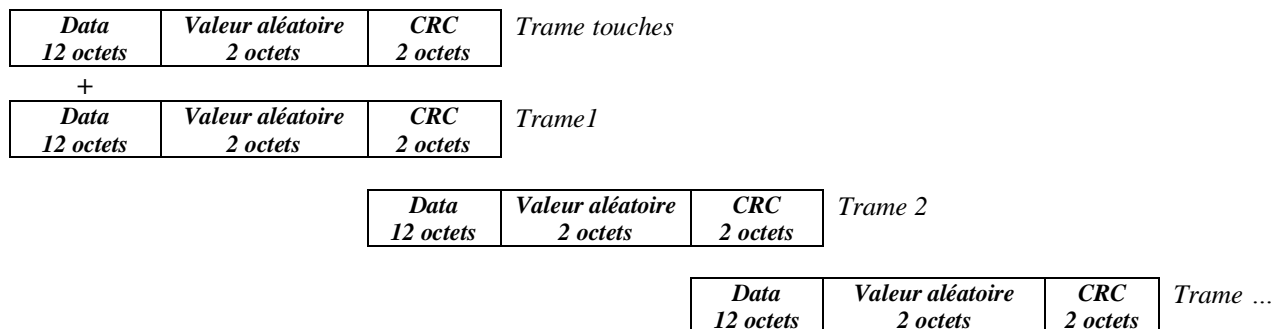 Data Valeur aléatoire CRC Trame touches
12 octets 2 octets 2 octets
+
Data Valeur aléatoire CRC Trame1
12 octets 2 octets 2 octets
Data Valeur aléatoire CRC Trame 2
12 octets 2 octets 2 octets
Data Valeur aléatoire CRC Trame …
12 octets 2 octets 2 octets